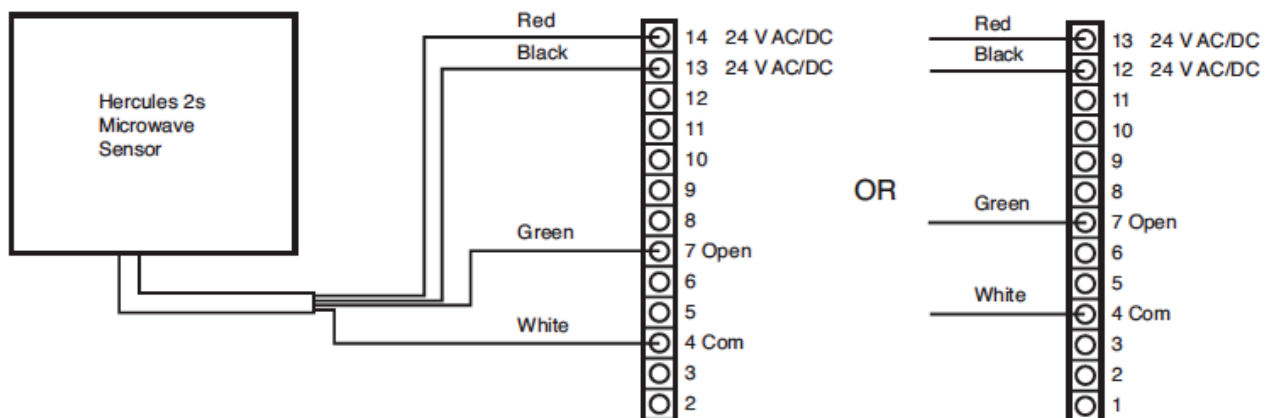 Hercules 2s
Microwave
Sensor
Red
Black
Green
White
14 24 V AC/DC
13 24 V AC/DC
12
11
10
9
8
7 Open
6
5
4 Com
3
2
OR
Red
Black
Green
White
13 24 V AC/DC
12 24 V AC/DC
11
10
9
8
7 Open
6
5
4 Com
3
2
1